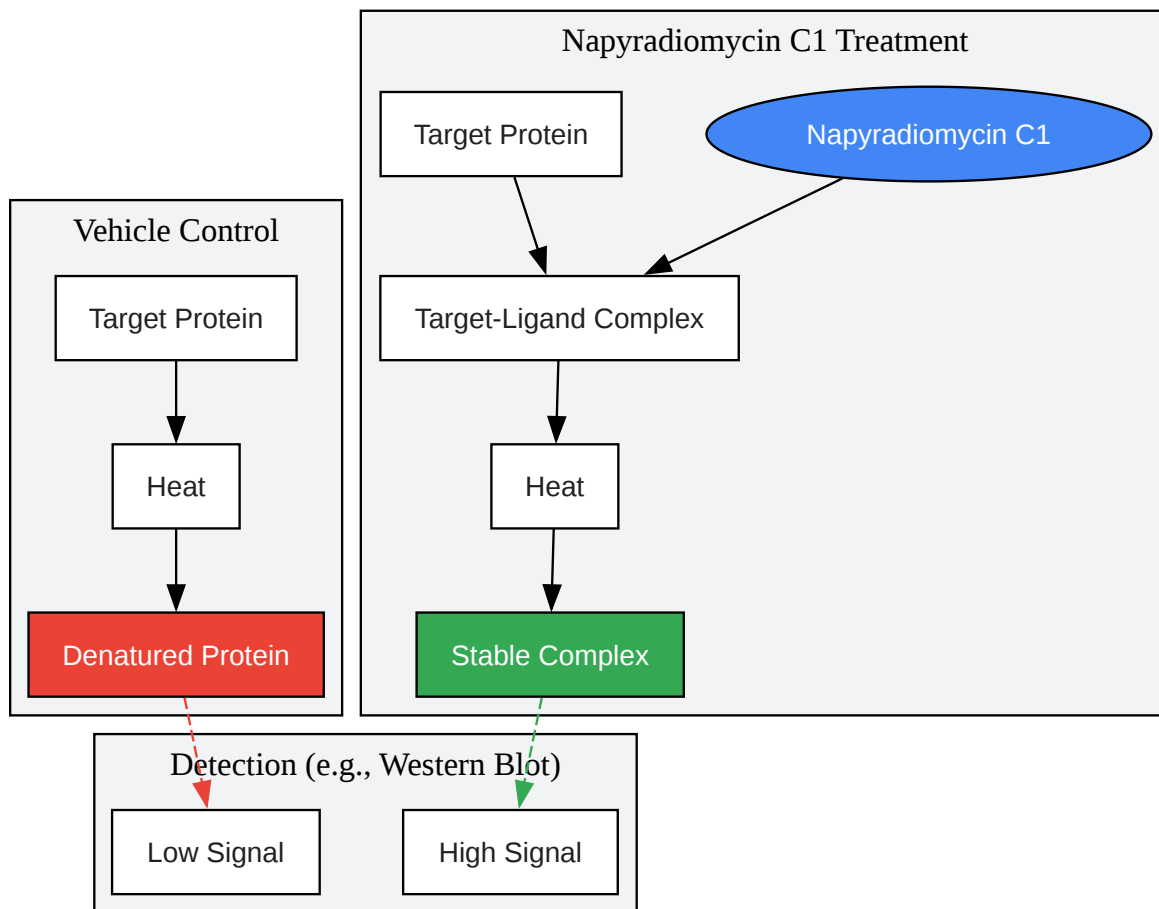 Napyradiomycin C1 Treatment
Target Protein
Napyradiomycin C1
Vehicle Control
Target Protein
Target-Ligand Complex
Heat
Heat
Denatured Protein
Stable Complex
Detection (e.g., Western Blot)
Low Signal
High Signal